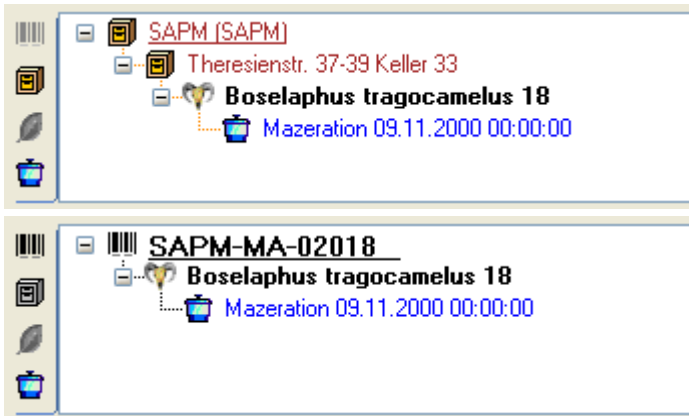 SAPM (SAPM)
Theresienstr. 37-39 Keller 33
Boselaphus tragocamelus 18
Mazeration 09.11.2000 00:00:00
SAPM-MA-02018
Boselaphus tragocamelus 18
Mazeration 09.11.2000 00:00:00